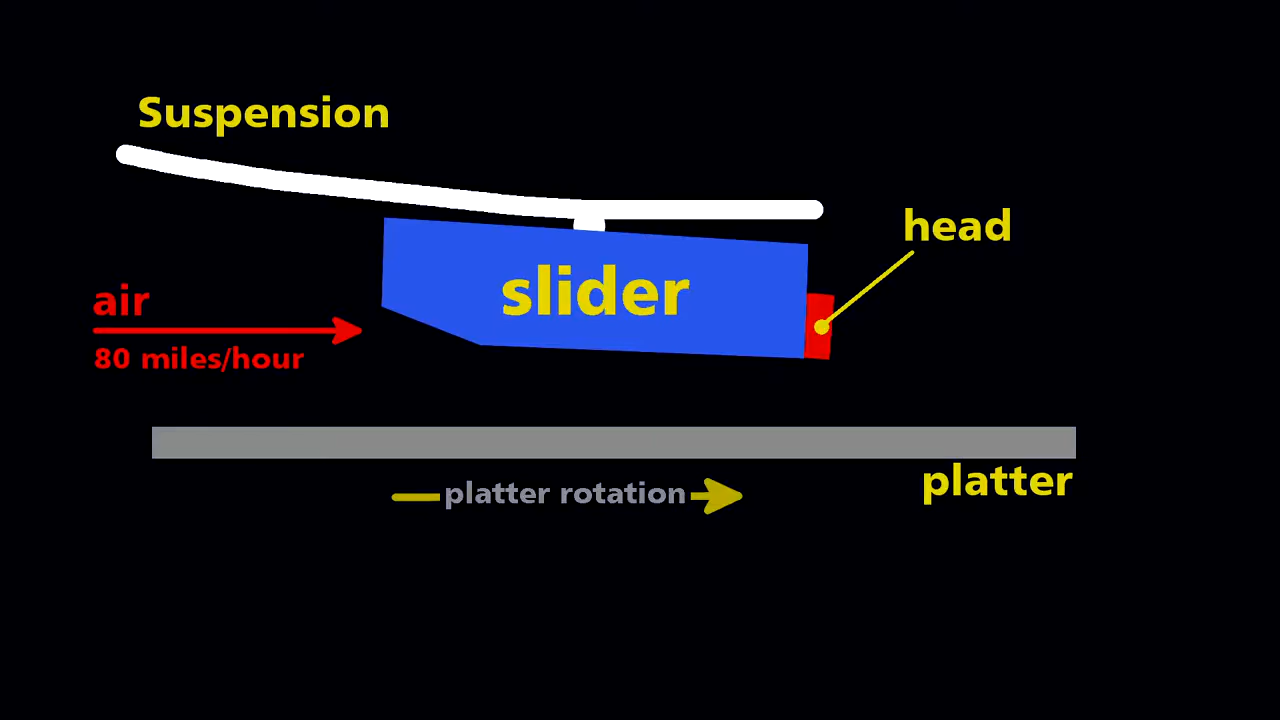 Suspension
head
slider
air
80 miles/hour
platter
platter rotation